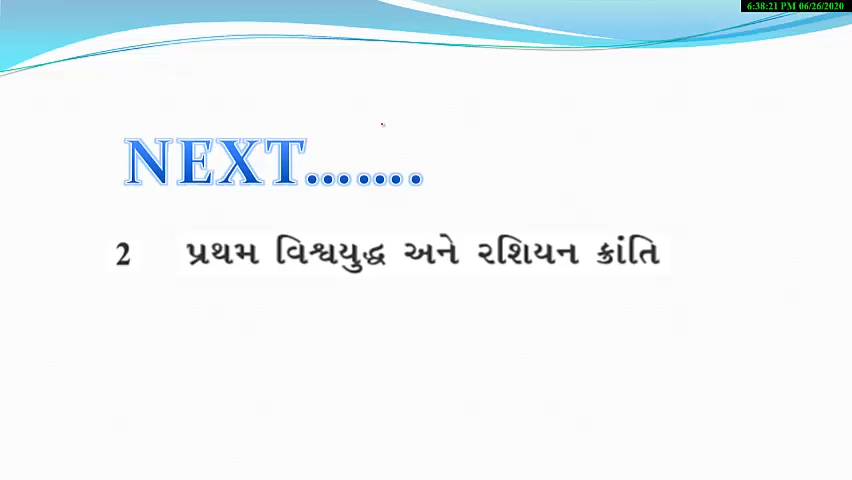 6:38:21 PM 06/26/2020
NEXT.......
2 પ્રથમ વિશ્વયુદ્ધ અને રશિયન ક્રાંતિ